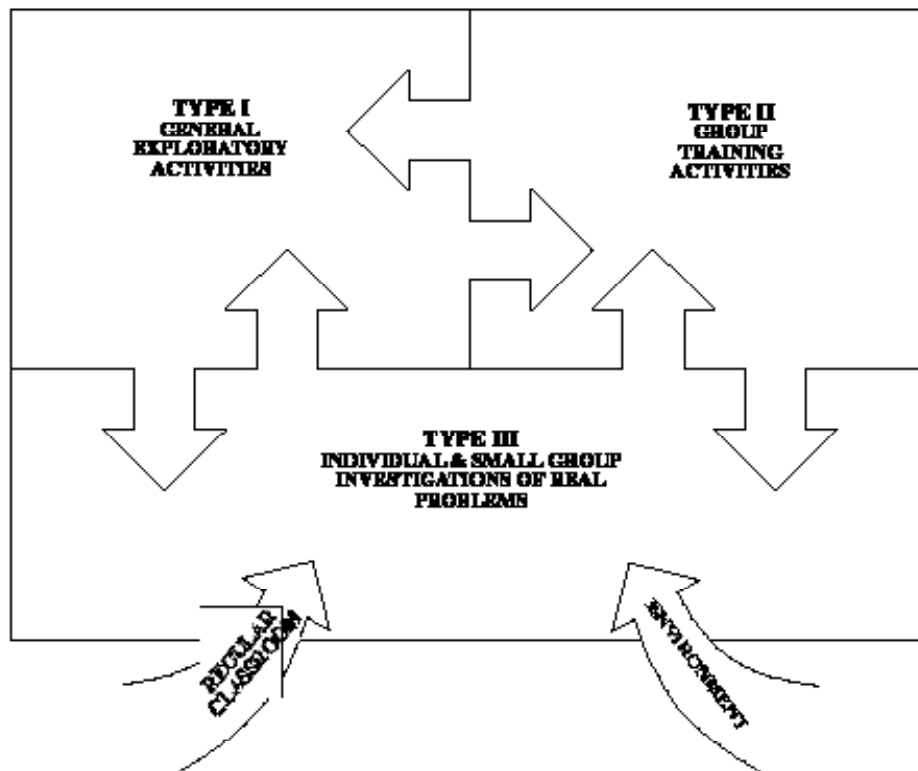 TYPE I
GENERAL
EXPLORATORY
ACTIVITIES
TYPE II
GROUP
TRAINING
ACTIVITIES
TYPE III
INDIVIDUAL & SMALL GROUP
INVESTIGATIONS OF REAL
PROBLEMS
REGULAR
CLASSROOM
ENVIRONMENT